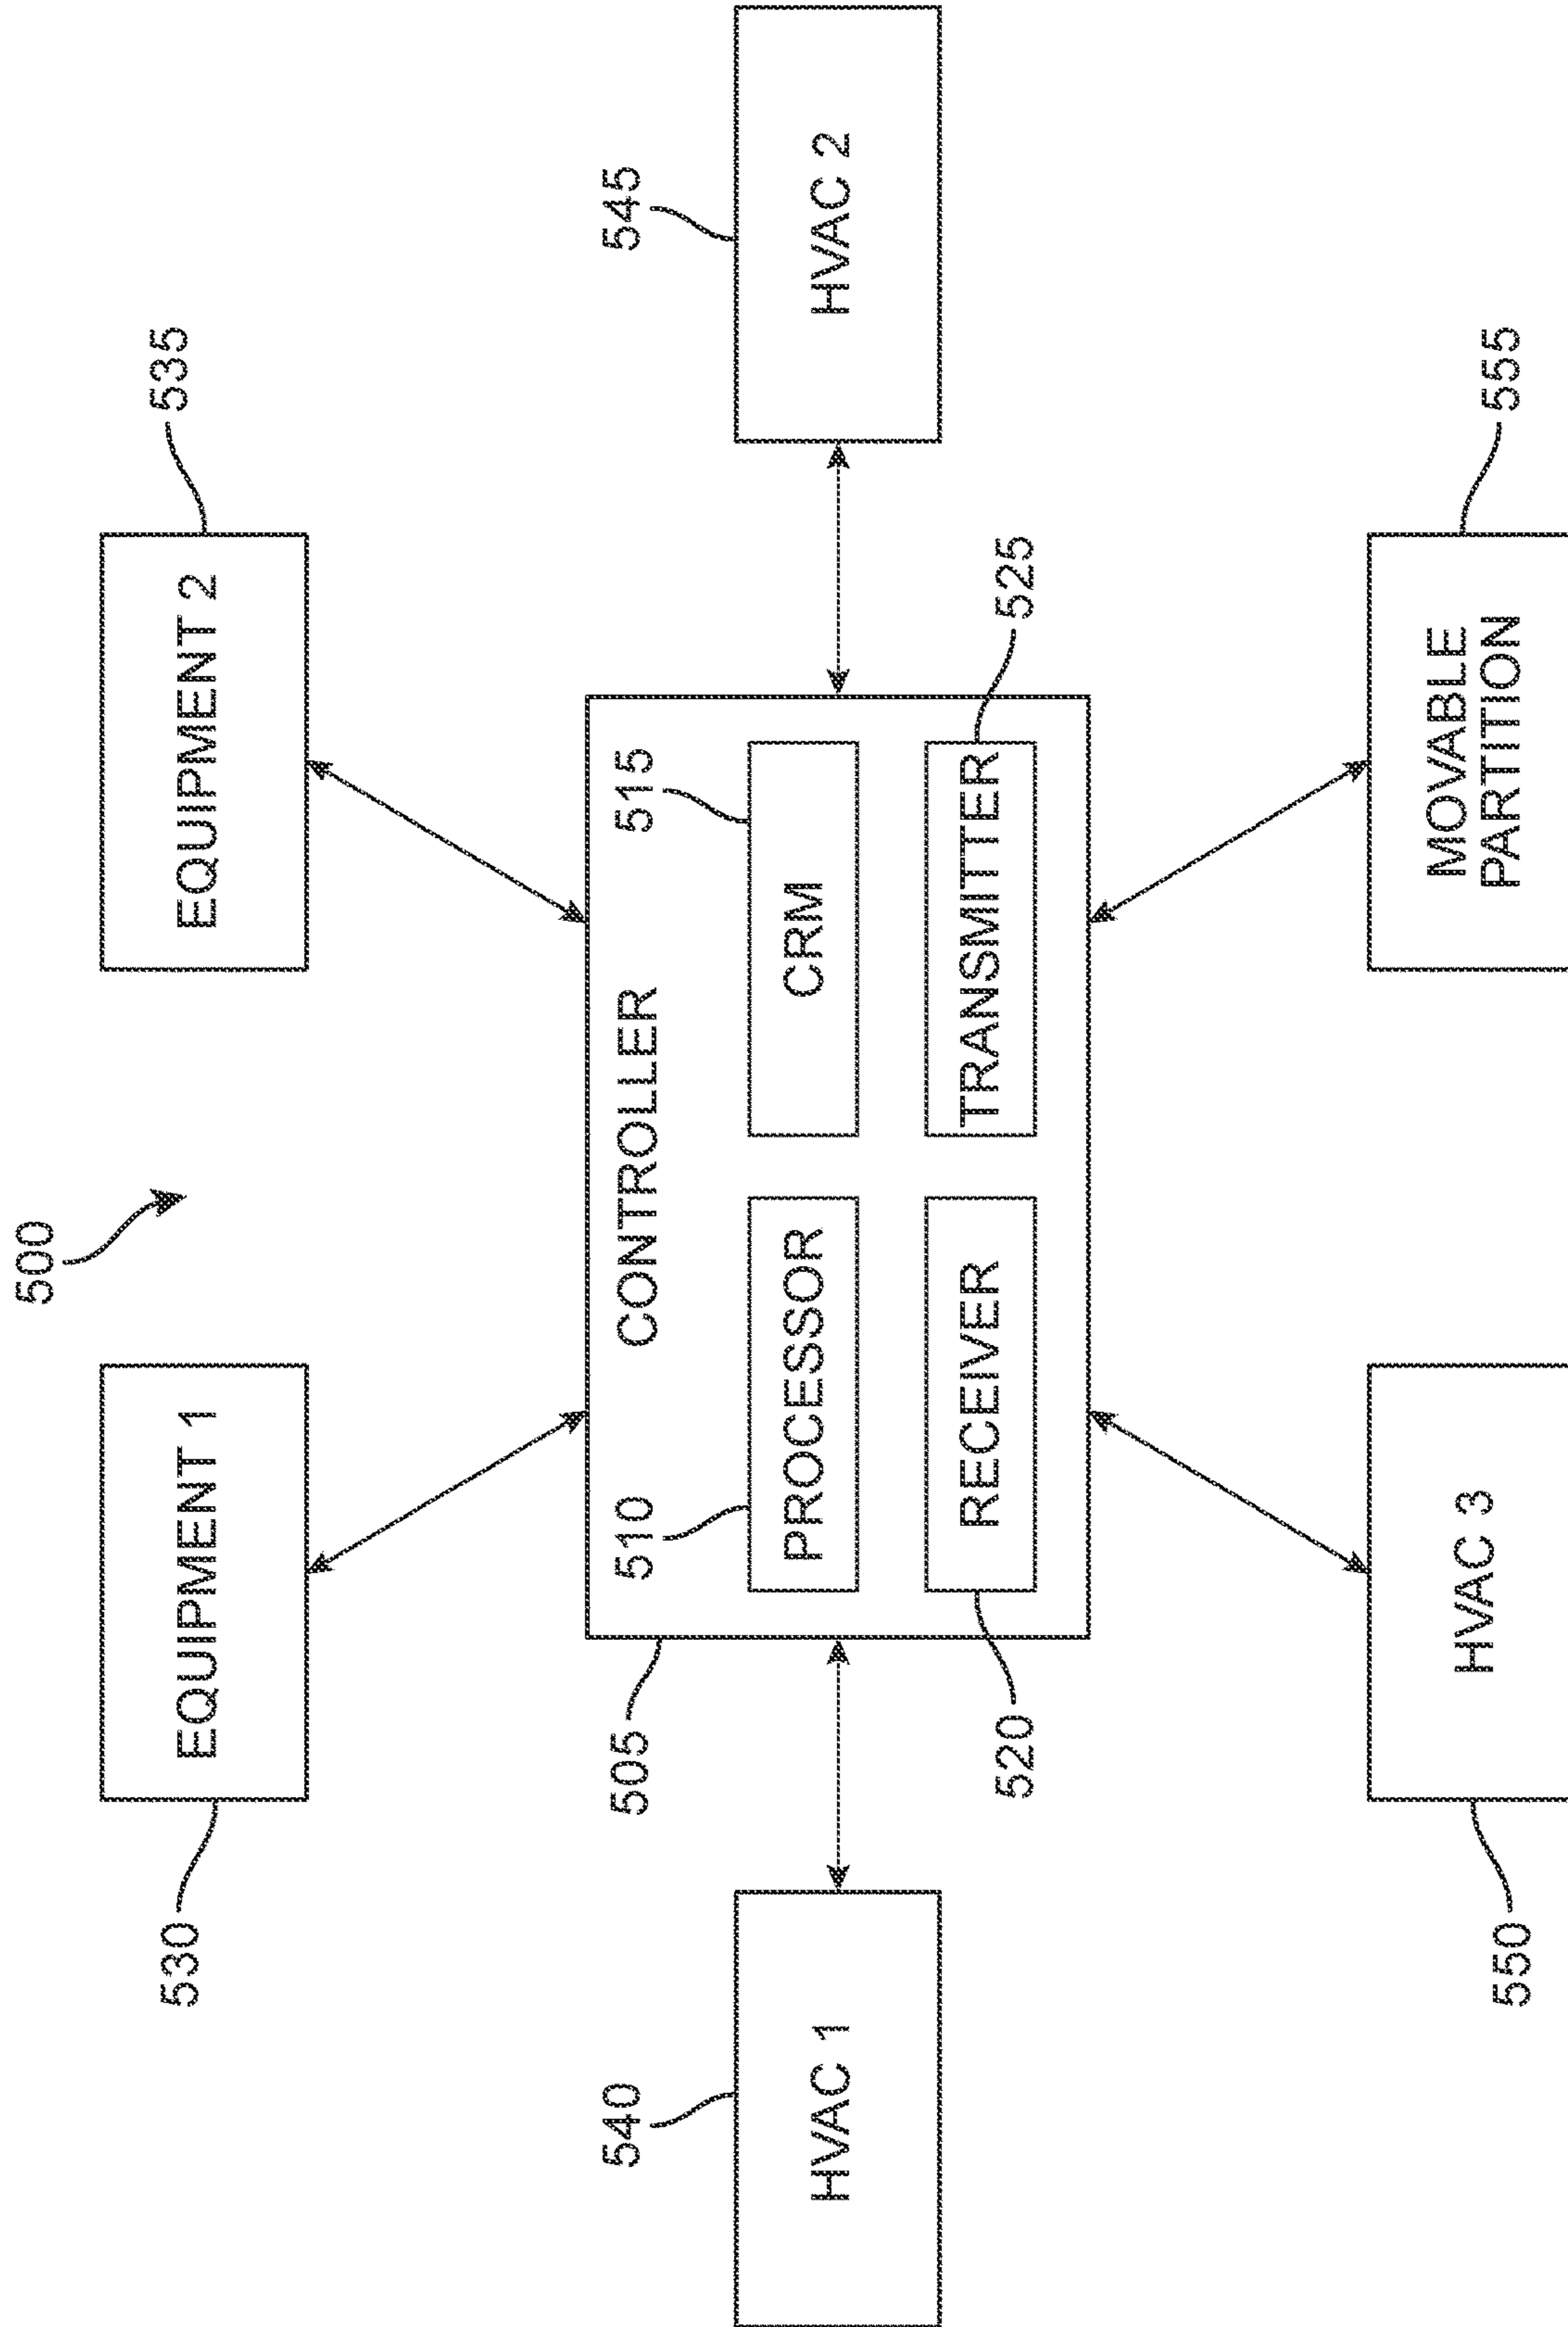 500
530
EQUIPMENT 1
EQUIPMENT 2
535
540
HVAC 1
505
CONTROLLER
510
PROCESSOR
515
CRM
520
RECEIVER
TRANSMITTER
525
545
HVAC 2
550
HVAC 3
MOVABLE
PARTITION
555